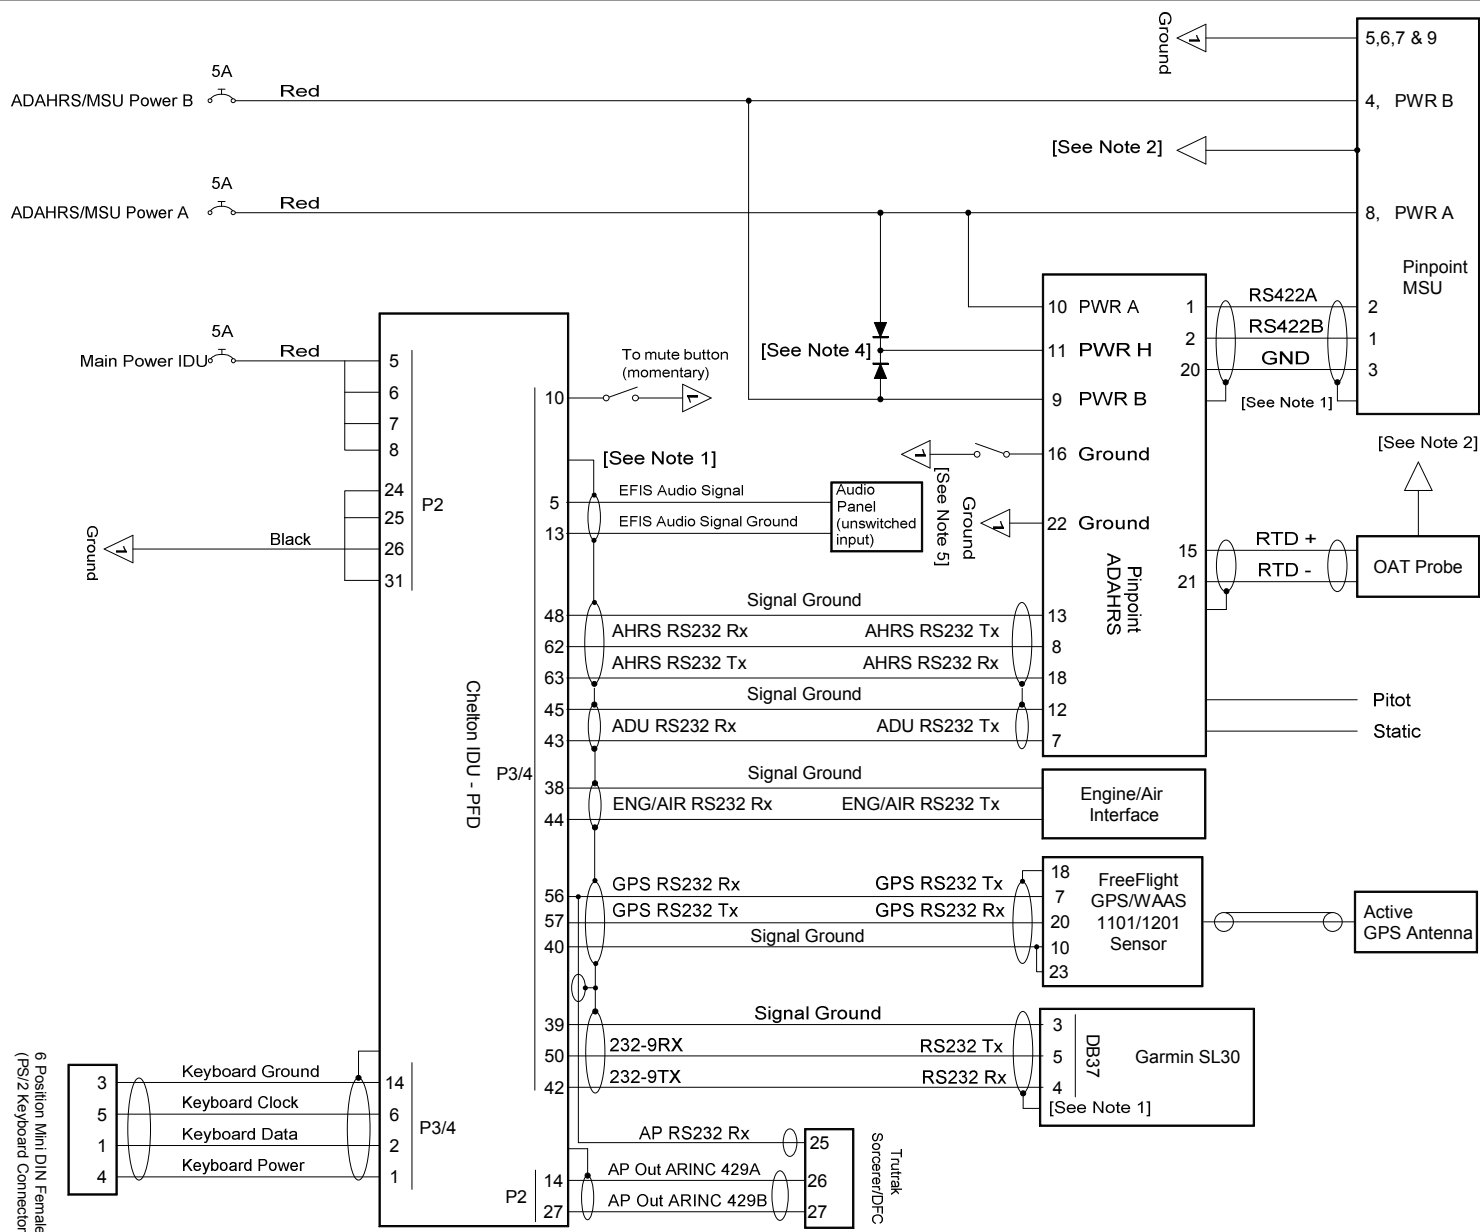 Ground
1
5,6,7 & 9
5A
ADAHRS/MSU Power B
Red
4, PWR B
[See Note 2]
5A
ADAHRS/MSU Power A
Red
8, PWR A
Pinpoint
MSU
10 PWR A
1
RS422A
2
2
RS422B
1
20
GND
3
[See Note 1]
[See Note 4]
11 PWR H
9 PWR B
5A
Main Power IDU
Red
5
6
7
8
24
25
26
31
P2
Black
Ground
1
To mute button
(momentary)
10
1
[See Note 1]
5
EFIS Audio Signal
13
EFIS Audio Signal Ground
Audio
Panel
(unswitched
input)
1
16 Ground
[See Note 5]
Ground
1
22 Ground
Pinpoint
ADAHRS
[See Note 2]
15
RTD +
21
RTD -
OAT Probe
48
Signal Ground
13
62
AHRS RS232 Rx
AHRS RS232 Tx
8
63
AHRS RS232 Tx
AHRS RS232 Rx
18
45
Signal Ground
12
43
ADU RS232 Rx
ADU RS232 Tx
7
Pitot
Static
Chelton IDU - PFD
P3/4
38
Signal Ground
44
ENG/AIR RS232 Rx
ENG/AIR RS232 Tx
Engine/Air
Interface
18
56
GPS RS232 Rx
GPS RS232 Tx
7
57
GPS RS232 Tx
GPS RS232 Rx
20
40
Signal Ground
10
23
FreeFlight
GPS/WAAS
1101/1201
Sensor
Active
GPS Antenna
39
Signal Ground
3
50
232-9RX
RS232 Tx
5
42
232-9TX
RS232 Rx
4
DB37
Garmin SL30
[See Note 1]
6 Position Mini DIN Female
(PS/2 Keyboard Connector
3
Keyboard Ground
14
5
Keyboard Clock
6
1
Keyboard Data
2
4
Keyboard Power
1
P3/4
AP RS232 Rx
25
P2
14
AP Out ARINC 429A
26
27
AP Out ARINC 429B
27
Trutrak
Sorcerer/DFC